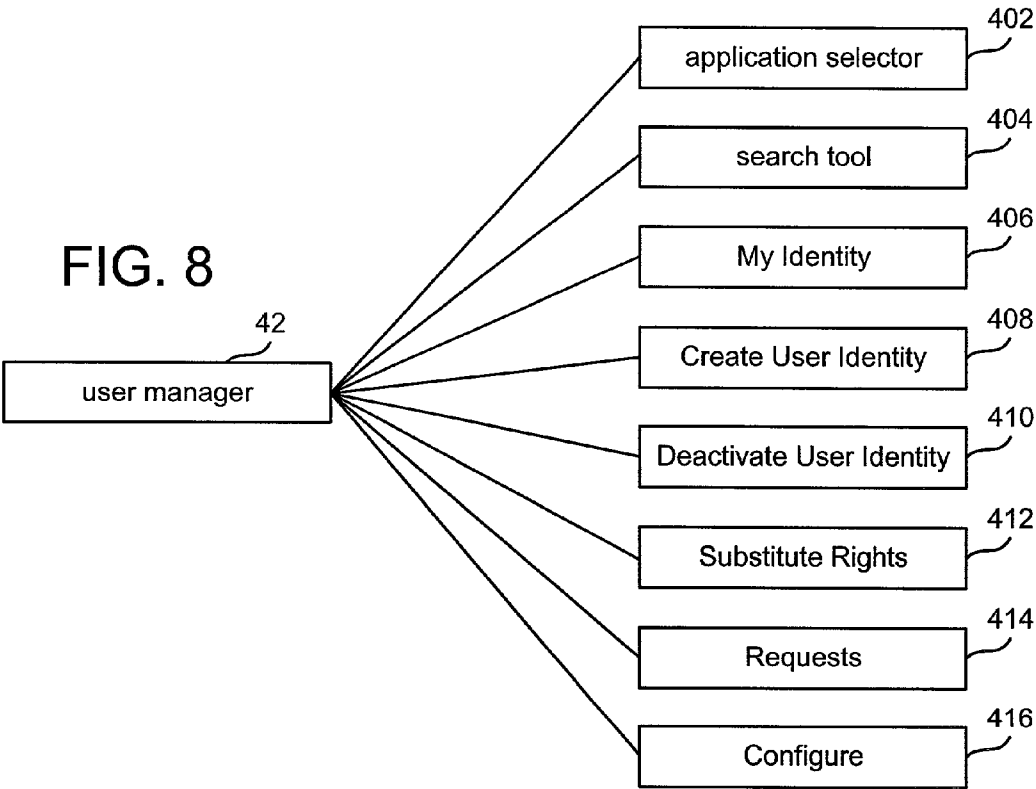 402
application selector
404
search tool
406
My Identity
FIG. 8
408
42
Create User Identity
user manager
410
Deactivate User Identity
412
Substitute Rights
414
Requests
416
Configure